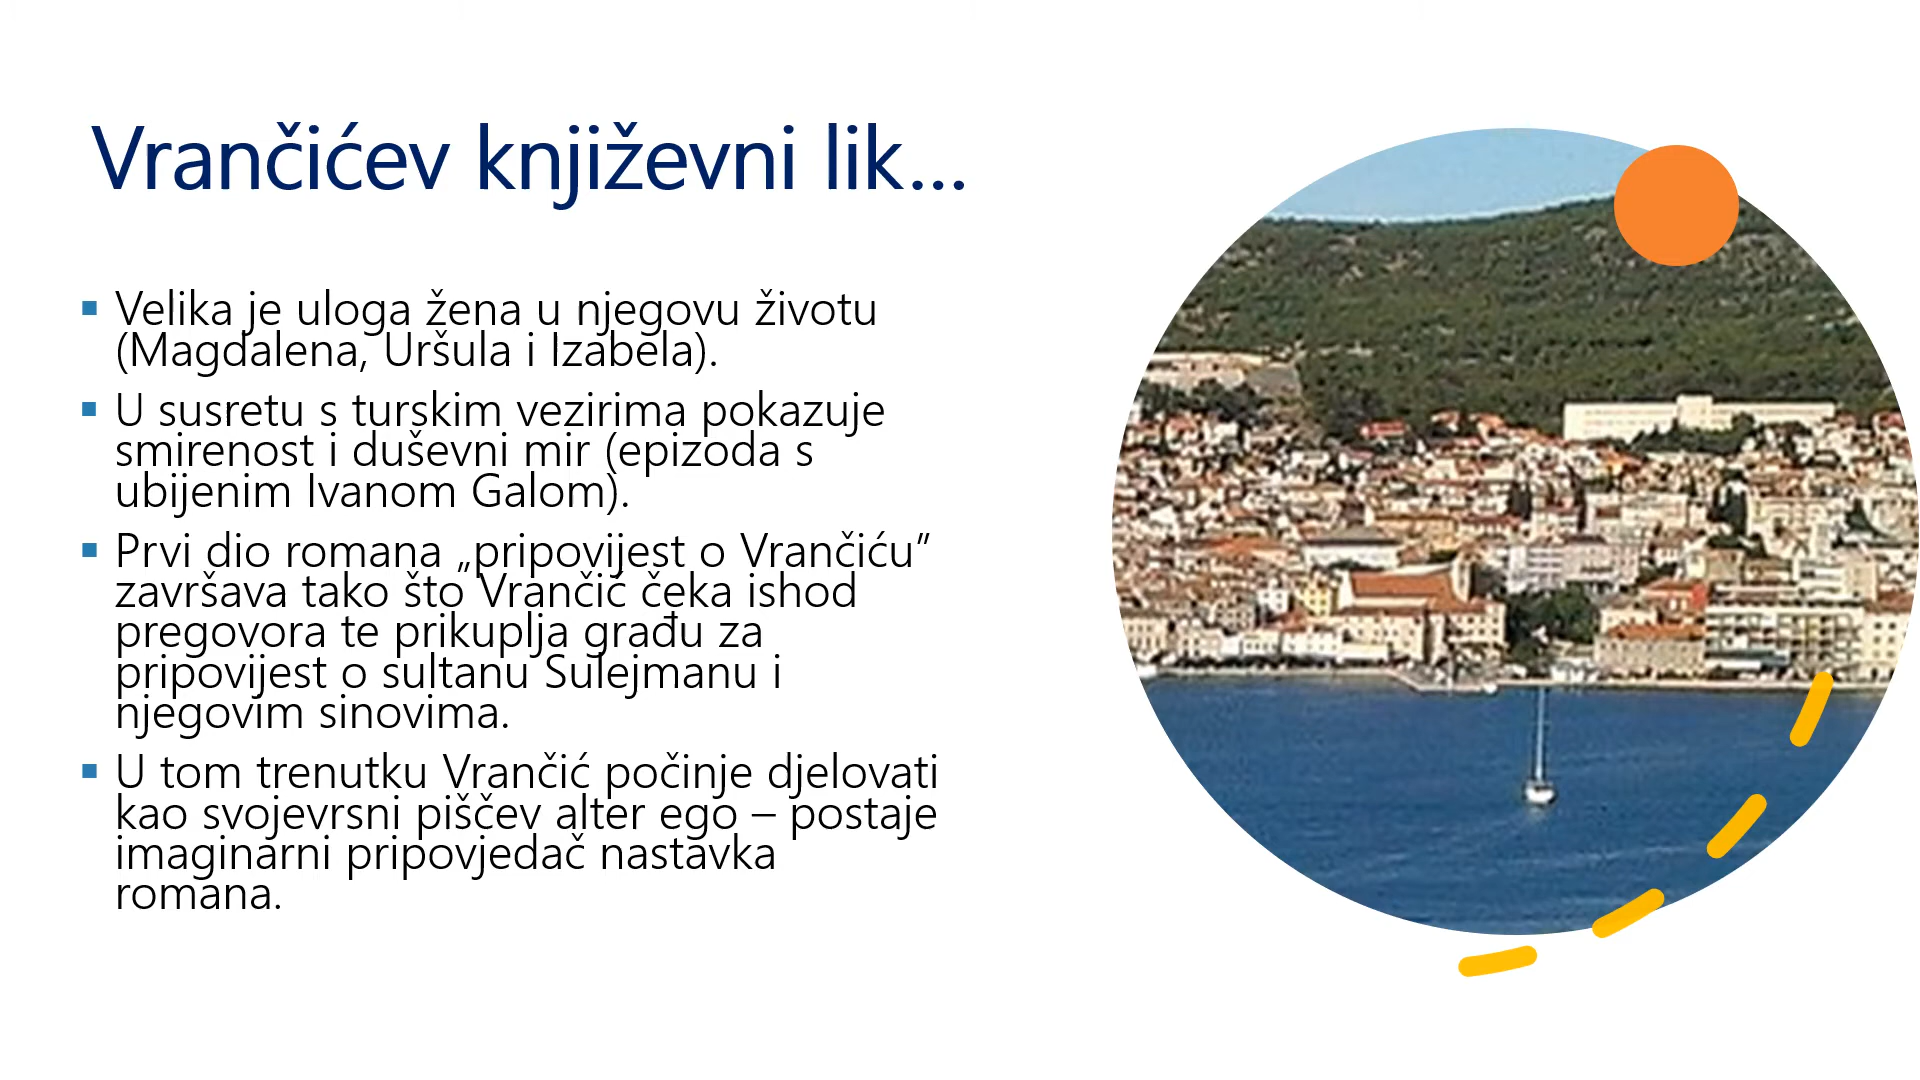 Vrančićev književni lik...
▪ Velika je uloga žena u njegovu životu
(Magdalena, Uršula i Izabela).
▪ U susretu s turskim vezirima pokazuje
smirenost i duševni mir (epizoda s
ubijenim Ivanom Galom).
▪ Prvi dio romana „pripovijest o Vrančiću”
završava tako što Vrančić čeka ishod
pregovora te prikuplja građu za
pripovijest o sultanu Sulejmanu i
njegovim sinovima.
▪ U tom trenutku Vrančić počinje djelovati
kao svojevrsni piščev alter ego – postaje
imaginarni pripovjedač nastavka
romana.